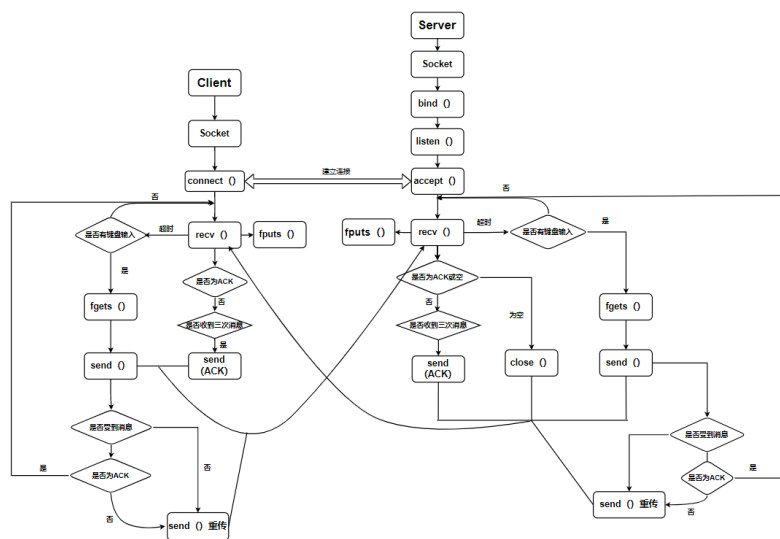 Server
Socket
Client
bind（）
Socket
listen（）
建立连接
connect（）
accept（）
否
否
是否有键盘输入
超时
recv（）
fputs（）
fputs（）
recv（）
超时
是否有键盘输入
是
是
是否为ACK
是否为ACK或空
否
否
为空
fgets（）
fgets（）
是否收到三次消息
是否收到三次消息
是
send（）
send
(ACK)
send
(ACK)
close（）
send（）
是否受到消息
是否受到消息
是
否
是否为ACK
是
是否为ACK
否
send（）重传
send（）重传
否